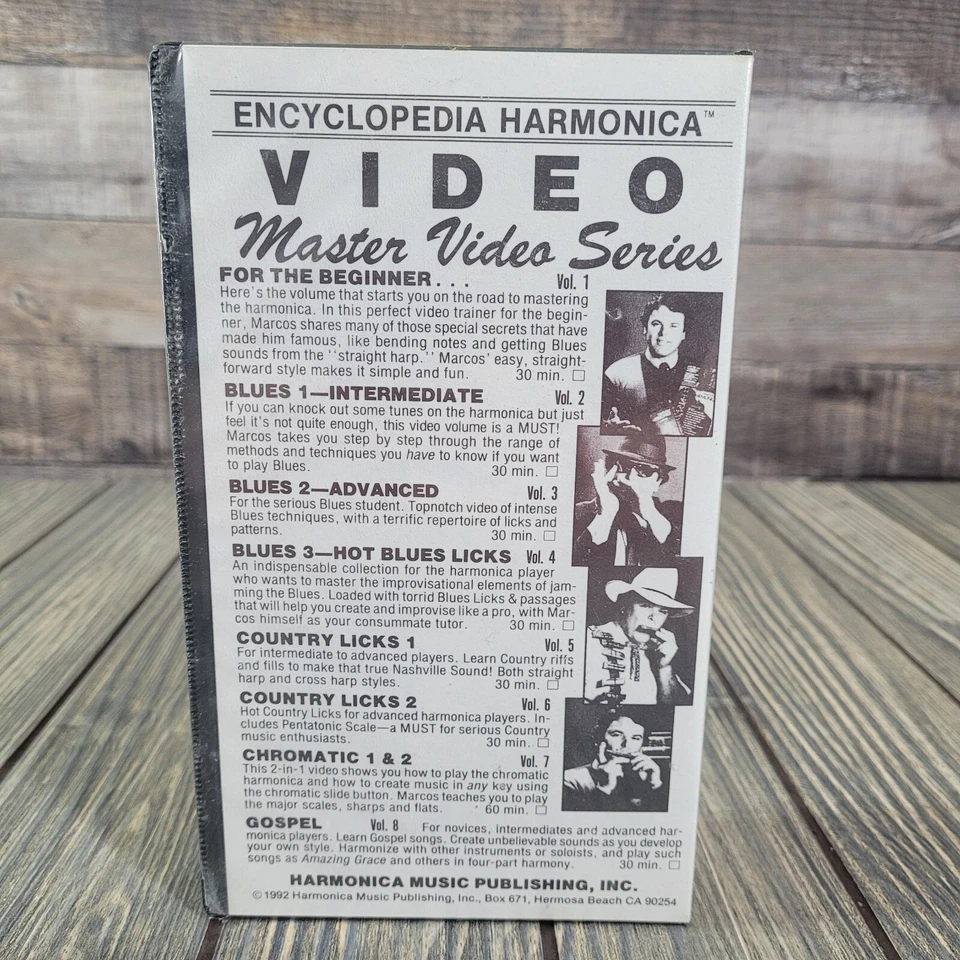 ENCYCLOPEDIA HARMONICA™
VIDEO
Master Video Series
FOR THE BEGINNER . . . Vol. 1
Here's the volume that starts you on the road to mastering
the harmonica. In this perfect video trainer for the begin-
ner, Marcos shares many of those special secrets that have
made him famous, like bending notes and getting Blues
sounds from the ''straight harp.'' Marcos' easy, straight-
forward style makes it simple and fun. 30 min. □
BLUES 1—INTERMEDIATE Vol. 2
If you can knock out some tunes on the harmonica but just
feel it's not quite enough, this video volume is a MUST!
Marcos takes you step by step through the range of
methods and techniques you have to know if you want
to play Blues. 30 min. □
BLUES 2—ADVANCED Vol. 3
For the serious Blues student. Topnotch video of intense
Blues techniques, with a terrific repertoire of licks and
patterns. 30 min. □
BLUES 3—HOT BLUES LICKS Vol. 4
An indispensable collection for the harmonica player
who wants to master the improvisational elements of jam-
ming the Blues. Loaded with torrid Blues Licks & passages
that will help you create and improvise like a pro, with Mar-
cos himself as your consummate tutor. 30 min. □
COUNTRY LICKS 1 Vol. 5
For intermediate to advanced players. Learn Country riffs
and fills to make that true Nashville Sound! Both straight
harp and cross harp styles. 30 min. □
COUNTRY LICKS 2 Vol. 6
Hot Country Licks for advanced harmonica players. In-
cludes Pentatonic Scale—a MUST for serious Country
music enthusiasts. 30 min. □
CHROMATIC 1 & 2 Vol. 7
This 2-in-1 video shows you how to play the chromatic
harmonica and how to create music in any key using
the chromatic slide button. Marcos teaches you to play
the major scales, sharps and flats. 60 min. □
GOSPEL Vol. 8 For novices, intermediates and advanced har-
monica players. Learn Gospel songs. Create unbelievable sounds as you develop
your own style. Harmonize with other instruments or soloists, and play such
songs as Amazing Grace and others in four-part harmony. 30 min. □
HARMONICA MUSIC PUBLISHING, INC.
©1992 Harmonica Music Publishing, Inc., Box 671, Hermosa Beach CA 90254